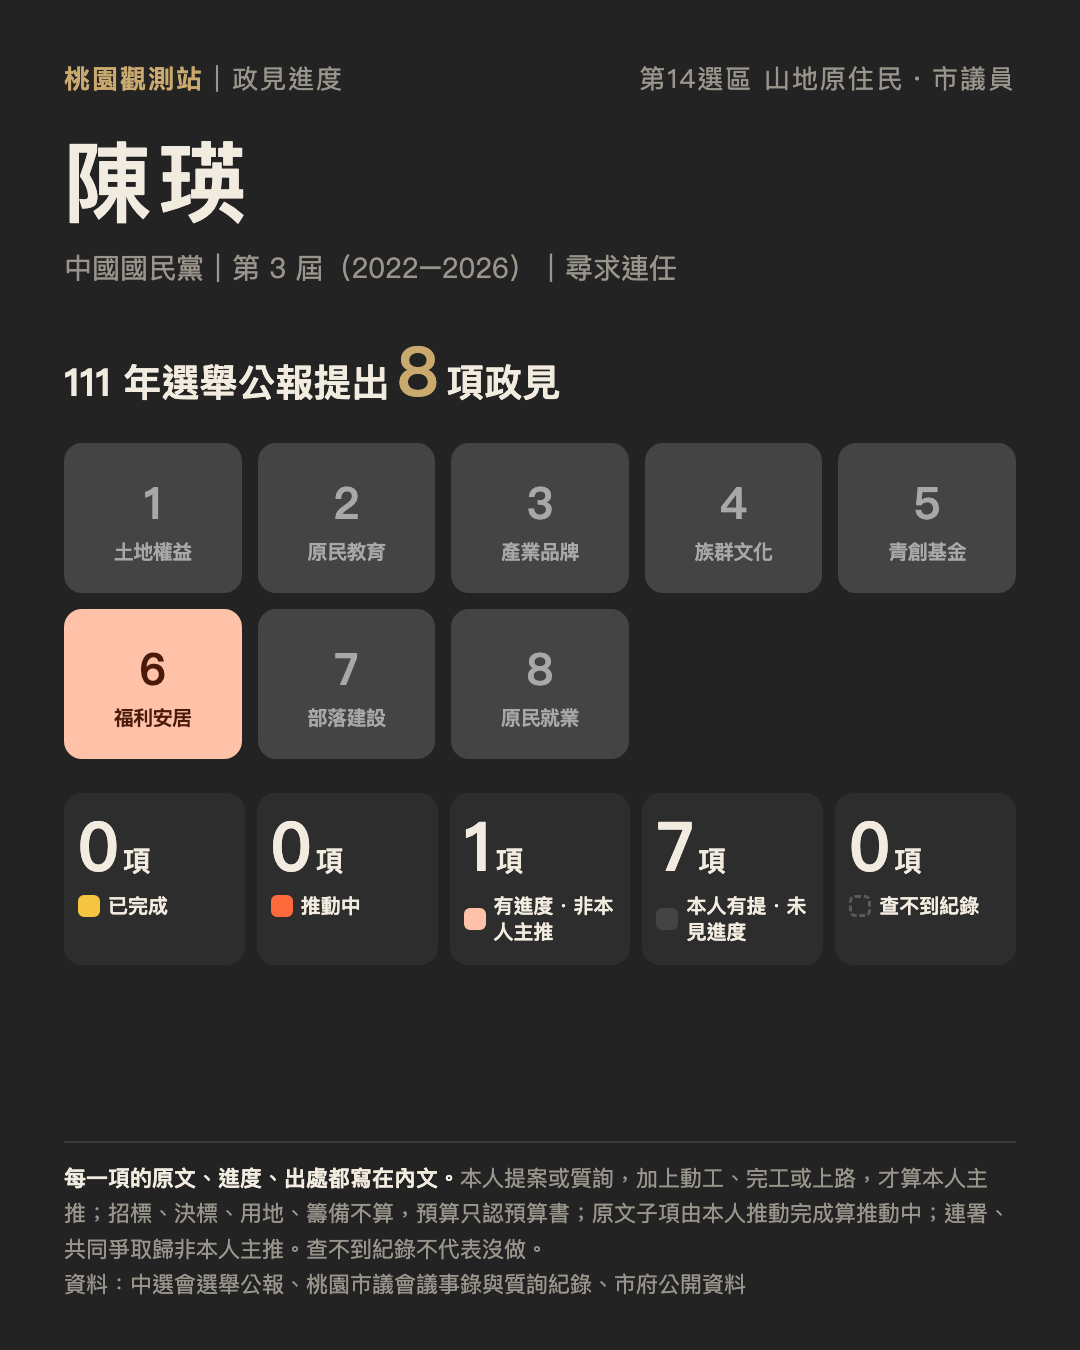 桃園觀測站｜政見進度
第14選區 山地原住民·市議員
陳瑛
中國國民黨｜第 3 屆（2022–2026）｜尋求連任
111 年選舉公報提出 8 項政見
1
土地權益
2
原民教育
3
產業品牌
4
族群文化
5
青創基金
6
福利安居
7
部落建設
8
原民就業
0項
已完成
0項
推動中
1項
有進度·非本
人主推
7項
本人有提·未
見進度
0項
查不到紀錄
每一項的原文、進度、出處都寫在內文。本人提案或質詢，加上動工、完工或上路，才算本人主
推；招標、決標、用地、籌備不算，預算只認預算書；原文子項由本人推動完成算推動中；連署、
共同爭取歸非本人主推。查不到紀錄不代表沒做。
資料：中選會選舉公報、桃園市議會議事錄與質詢紀錄、市府公開資料